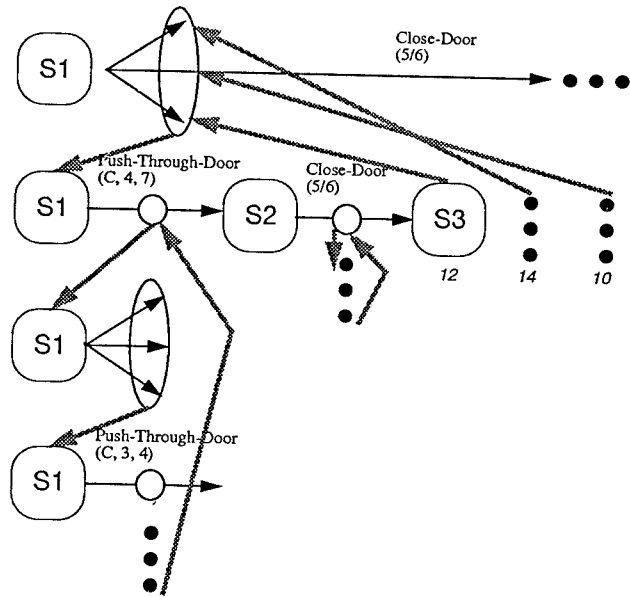 Close-Door
(5/6)
S1
Push-Through-Door
(C, 4, 7)
Close-Door
(5/6)
S1
S2
S3
12
14
10
S1
Push-Through-Door
(C, 3, 4)
S1